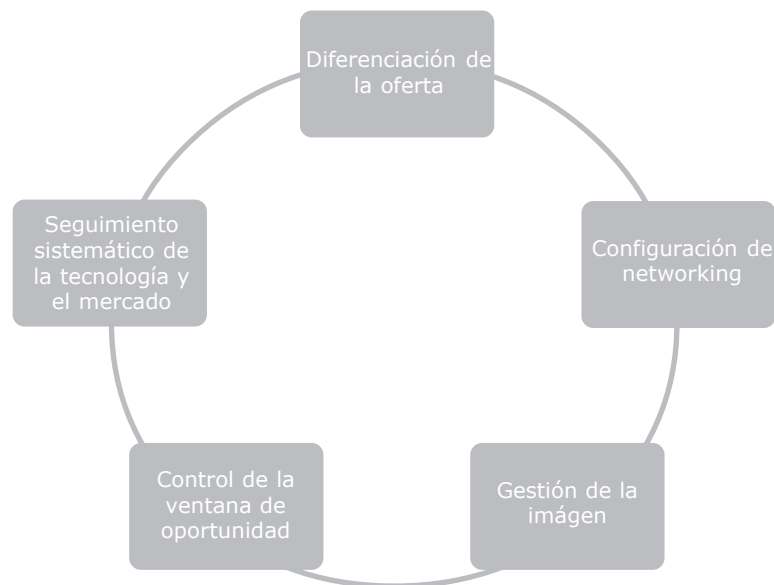 Diferenciación de
la oferta
Configuración de
networking
Gestión de la
imágen
Control de la
ventana de
oportunidad
Seguimiento
sistemático de
la tecnología y
el mercado